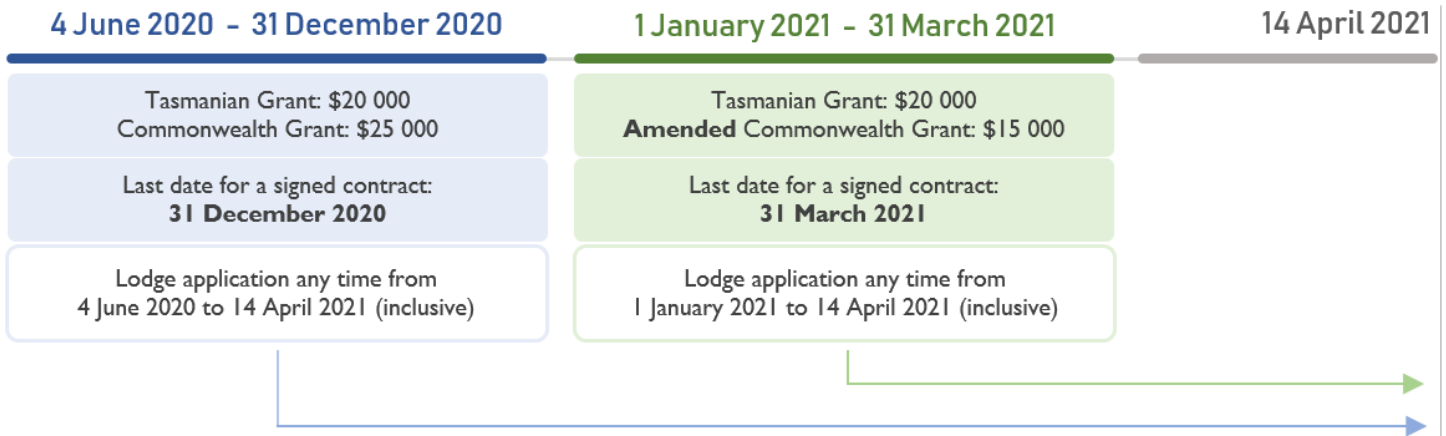 4 June 2020 - 31 December 2020
Tasmanian Grant: $20 000
Commonwealth Grant: $25 000
Last date for a signed contract:
31 December 2020
Lodge application any time from
4 June 2020 to 14 April 2021 (inclusive)
1 January 2021 - 31 March 2021
Tasmanian Grant: $20 000
Amended Commonwealth Grant: $15 000
Last date for a signed contract:
31 March 2021
Lodge application any time from
1 January 2021 to 14 April 2021 (inclusive)
14 April 2021